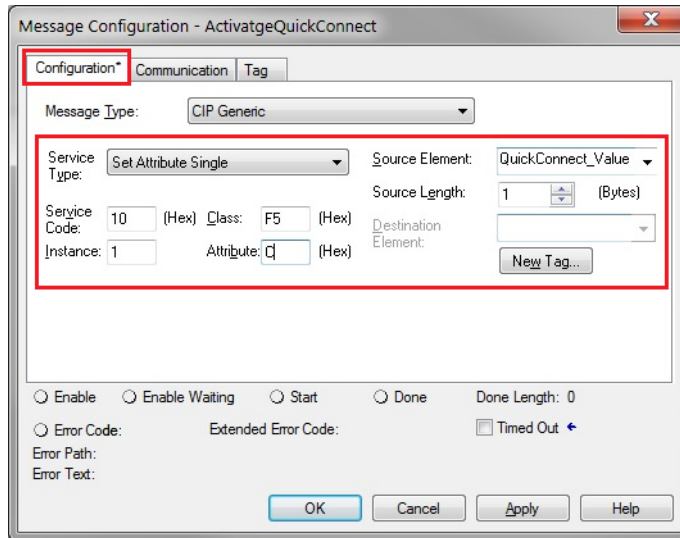 Message Configuration - ActivatgeQuickConnect
X
Configuration* Communication Tag
Message Type: CIP Generic
Service Type: Set Attribute Single Source Element: QuickConnect_Value
Source Length: 1 (Bytes)
Service Code: 10 (Hex) Class: F5 (Hex) Destination Element:
Instance: 1 Attribute: C (Hex) New Tag...
Enable Enable Waiting Start Done Done Length: 0
Error Code: Extended Error Code: Timed Out
Error Path:
Error Text:
OK Cancel Apply Help